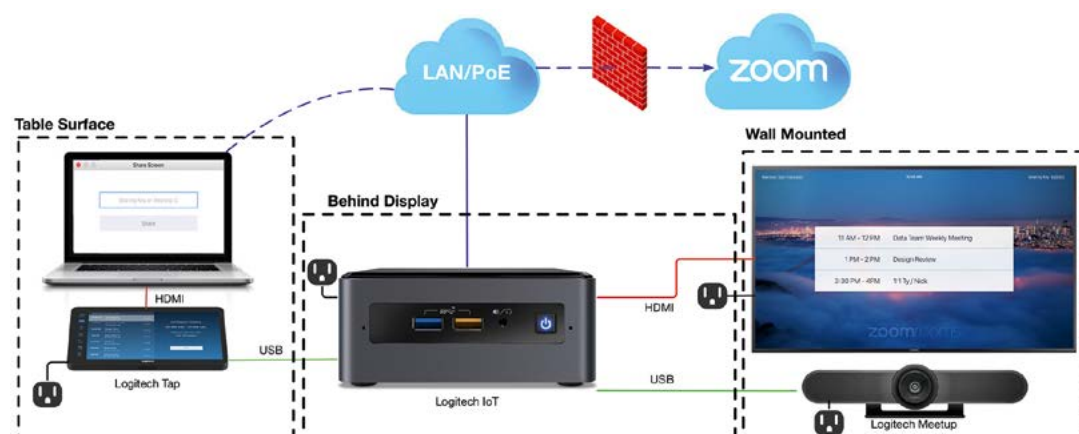 LAN/PoE
zoom
Table Surface
Wall Mounted
Share Screen
Share
Behind Display
11 AM - 12 PM Data Team Weekly Meeting
1 PM - 2 PM Design Review
3:30 PM - 4PM 1:1 Ty / Nick
HDMI
HDMI
zoomrooms
USB
Logitech Tap
USB
Logitech IoT
Logitech Meetup